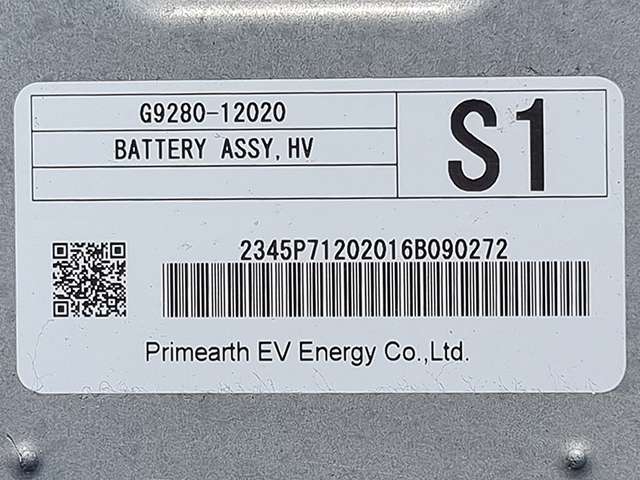 G9280-12020
BATTERY ASSY,HV
S1
2345P71202016B090272
Primearth EV Energy Co.,Ltd.